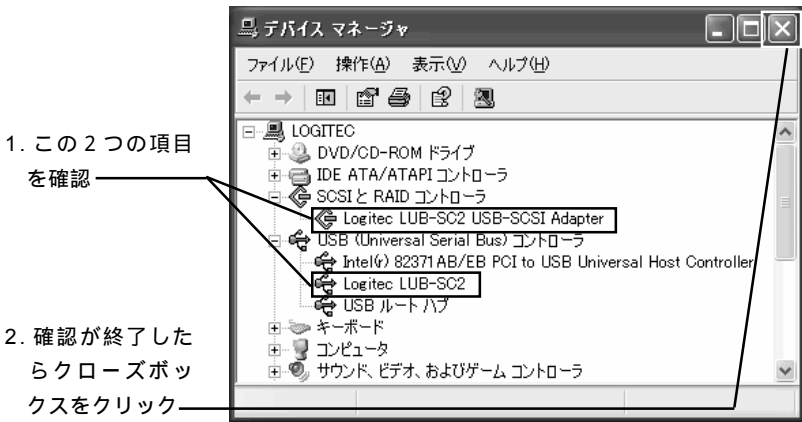 デバイス マネージャ
ファイル(F) 操作(A) 表示(V) ヘルプ(H)
LOGITEC
DVD/CD-ROM ドライブ
IDE ATA/ATAPI コントローラ
SCSI と RAID コントローラ
Logitec LUB-SC2 USB-SCSI Adapter
USB (Universal Serial Bus) コントローラ
Intel(r) 82371AB/EB PCI to USB Universal Host Controller
Logitec LUB-SC2
USB ルート ハブ
キーボード
コンピュータ
サウンド、ビデオ、およびゲーム コントローラ
1. この2つの項目
を確認
2. 確認が終了した
らクローズボッ
クスをクリック